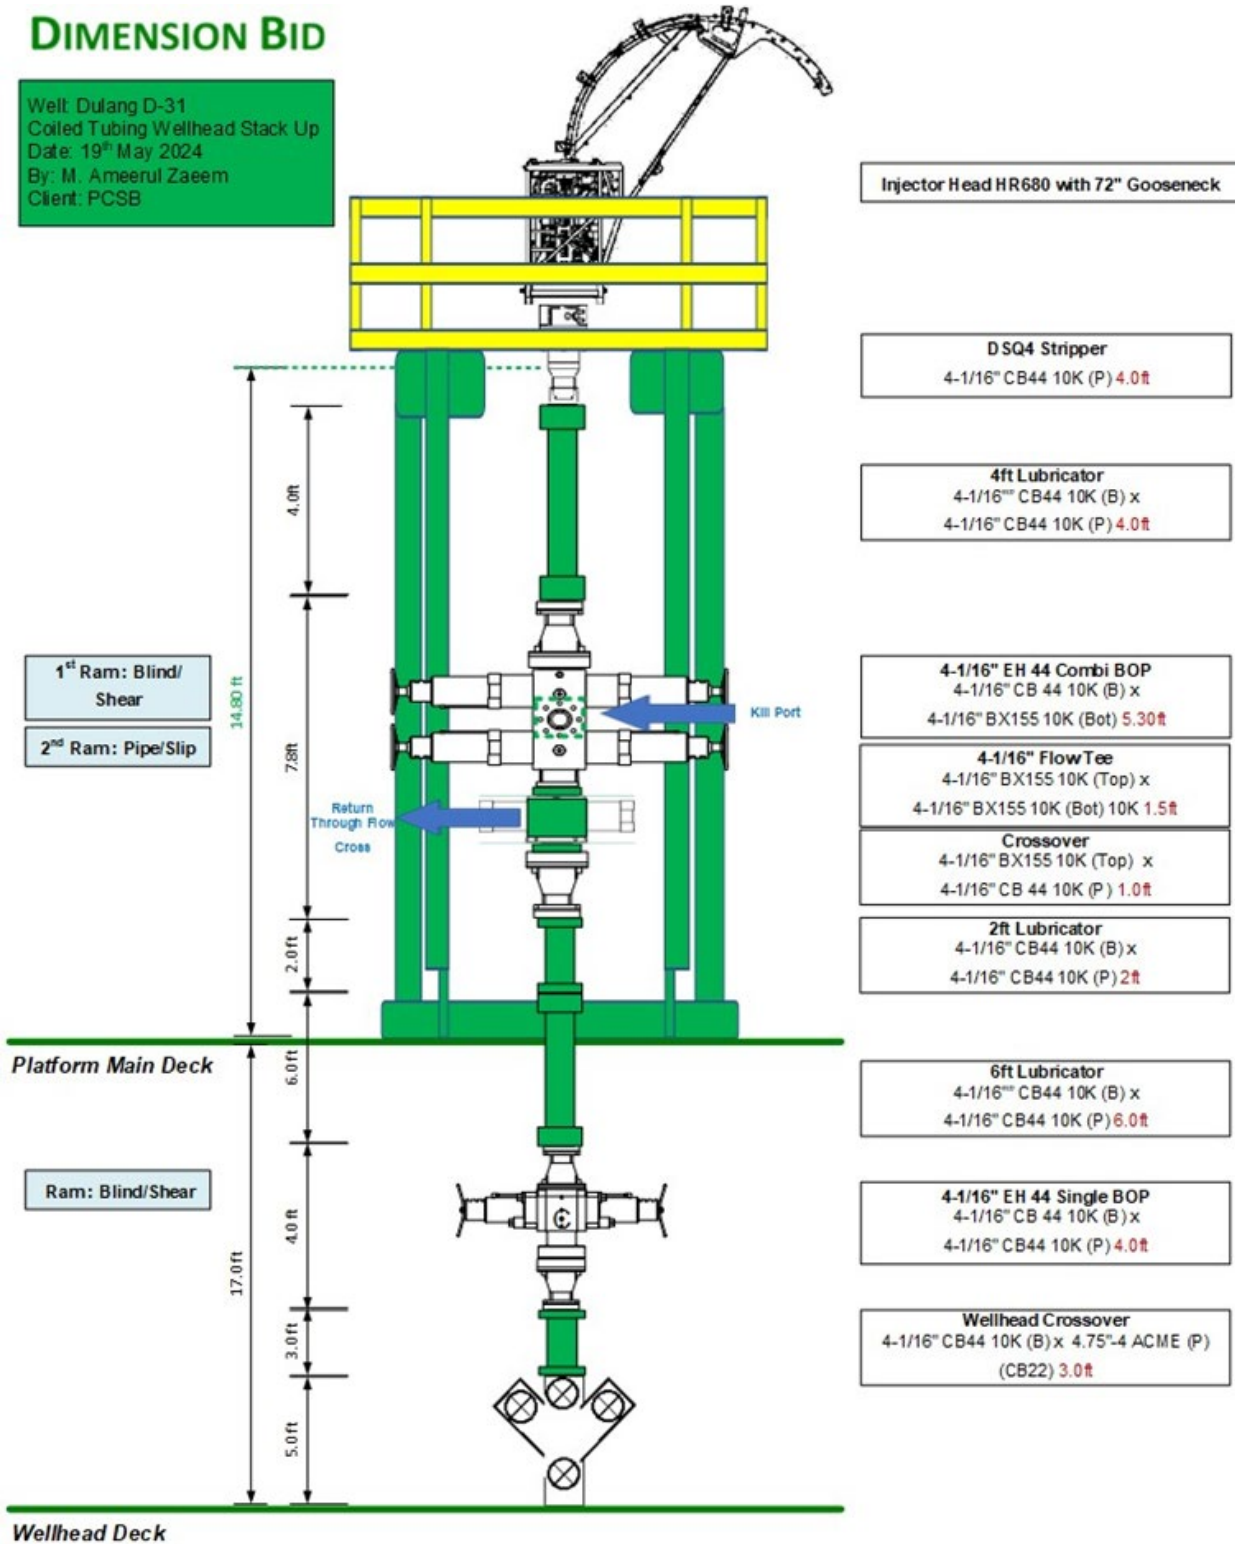 DIMENSION BID
Well: Dulang D-31
Coiled Tubing Wellhead Stack Up
Date: 19th May 2024
By: M. Ameerul Zaeem
Client: PCSB
Injector Head HR680 with 72" Gooseneck
DSQ4 Stripper
4-1/16" CB44 10K (P) 4.0ft
4ft Lubricator
4-1/16"" CB44 10K (B) x
4-1/16" CB44 10K (P) 4.0ft
4.0ft
1st Ram: Blind/
Shear
2nd Ram: Pipe/Slip
14.80 ft
7.8ft
Kill Port
4-1/16" EH 44 Combi BOP
4-1/16" CB 44 10K (B) x
4-1/16" BX155 10K (Bot) 5.30ft
Return
Through Flow
Cross
4-1/16" Flow Tee
4-1/16" BX155 10K (Top) x
4-1/16" BX155 10K (Bot) 10K 1.5ft
Crossover
4-1/16" BX155 10K (Top) x
4-1/16" CB 44 10K (P) 1.0ft
2.0ft
2ft Lubricator
4-1/16" CB44 10K (B) x
4-1/16" CB44 10K (P) 2ft
Platform Main Deck
6.0ft
6ft Lubricator
4-1/16"" CB44 10K (B) x
4-1/16" CB44 10K (P) 6.0ft
Ram: Blind/Shear
4.0ft
17.0ft
4-1/16" EH 44 Single BOP
4-1/16" CB 44 10K (B) x
4-1/16" CB44 10K (P) 4.0ft
3.0ft
Wellhead Crossover
4-1/16" CB44 10K (B) x 4.75"-4 ACME (P)
(CB22) 3.0ft
5.0ft
Wellhead Deck